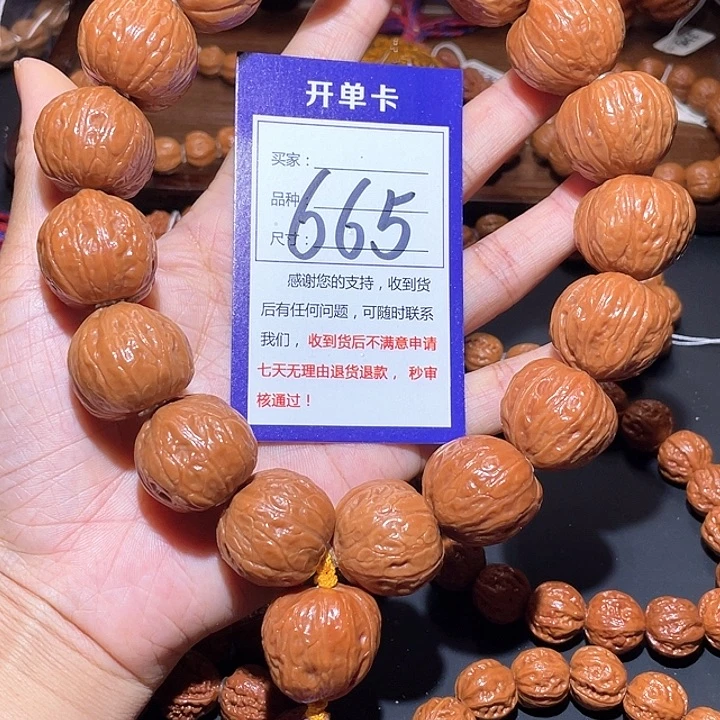 开单卡
买家：
品种
尺寸：
665
感谢您的支持，收到货
后有任何问题，可随时联系
我们，收到货后不满意申请
七天无理由退货退款，秒审
核通过！